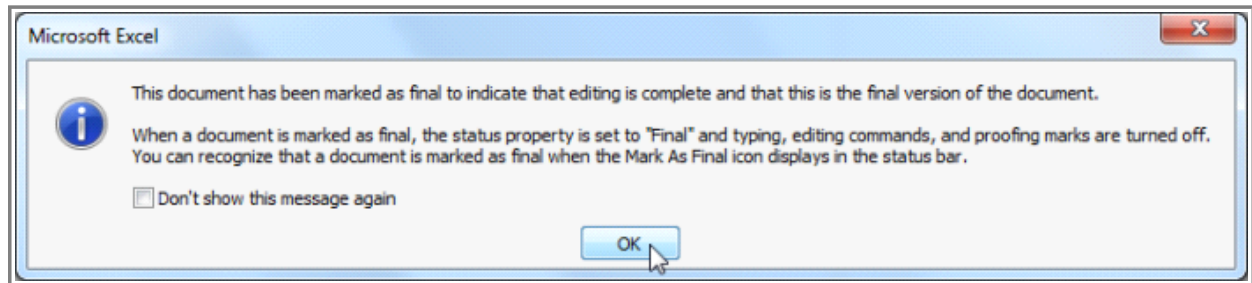 Microsoft Excel
This document has been marked as final to indicate that editing is complete and that this is the final version of the document.
When a document is marked as final, the status property is set to "Final" and typing, editing commands, and proofing marks are turned off.
You can recognize that a document is marked as final when the Mark As Final icon displays in the status bar.
Don't show this message again
OK